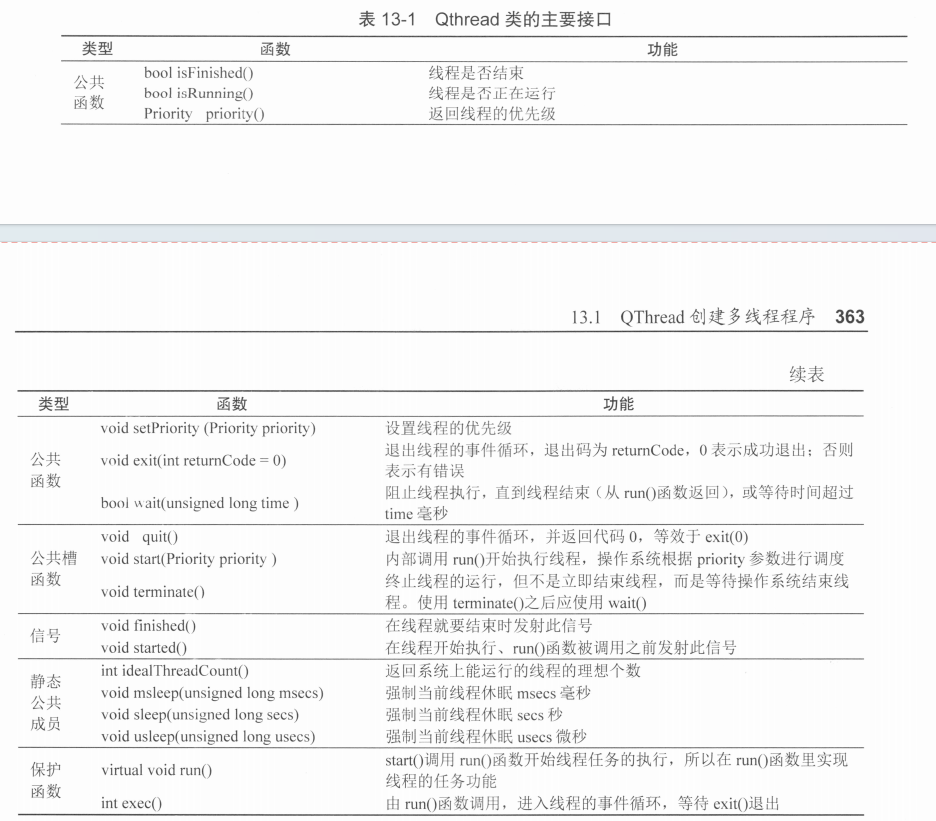 表 13-1 Qthread 类的主要接口
类型 函数 功能
公共
函数
bool isFinished() 线程是否结束
bool isRunning() 线程是否正在运行
Priority priority() 返回线程的优先级
13.1 QThread 创建多线程程序 363
续表
类型 函数 功能
公共
函数
void setPriority (Priority priority) 设置线程的优先级
void exit(int returnCode = 0) 退出线程的事件循环，退出码为 returnCode，0 表示成功退出；否则
表示有错误
bool wait(unsigned long time ) 阻止线程执行，直到线程结束（从 run()函数返回），或等待时间超过
time 毫秒
公共槽
函数
void quit() 退出线程的事件循环，并返回代码 0，等效于 exit(0)
void start(Priority priority ) 内部调用 run()开始执行线程，操作系统根据 priority 参数进行调度
void terminate() 终止线程的运行，但不是立即结束线程，而是等待操作系统结束线
程。使用 terminate()之后应使用 wait()
信号
void finished() 在线程就要结束时发射此信号
void started() 在线程开始执行、run()函数被调用之前发射此信号
静态
公共
成员
int idealThreadCount() 返回系统上能运行的线程的理想个数
void msleep(unsigned long msecs) 强制当前线程休眠 msecs 毫秒
void sleep(unsigned long secs) 强制当前线程休眠 secs 秒
void usleep(unsigned long usecs) 强制当前线程休眠 usecs 微秒
保护
函数
virtual void run() start()调用 run()函数开始线程任务的执行，所以在 run()函数里实现
线程的任务功能
int exec() 由 run()函数调用，进入线程的事件循环，等待 exit()退出